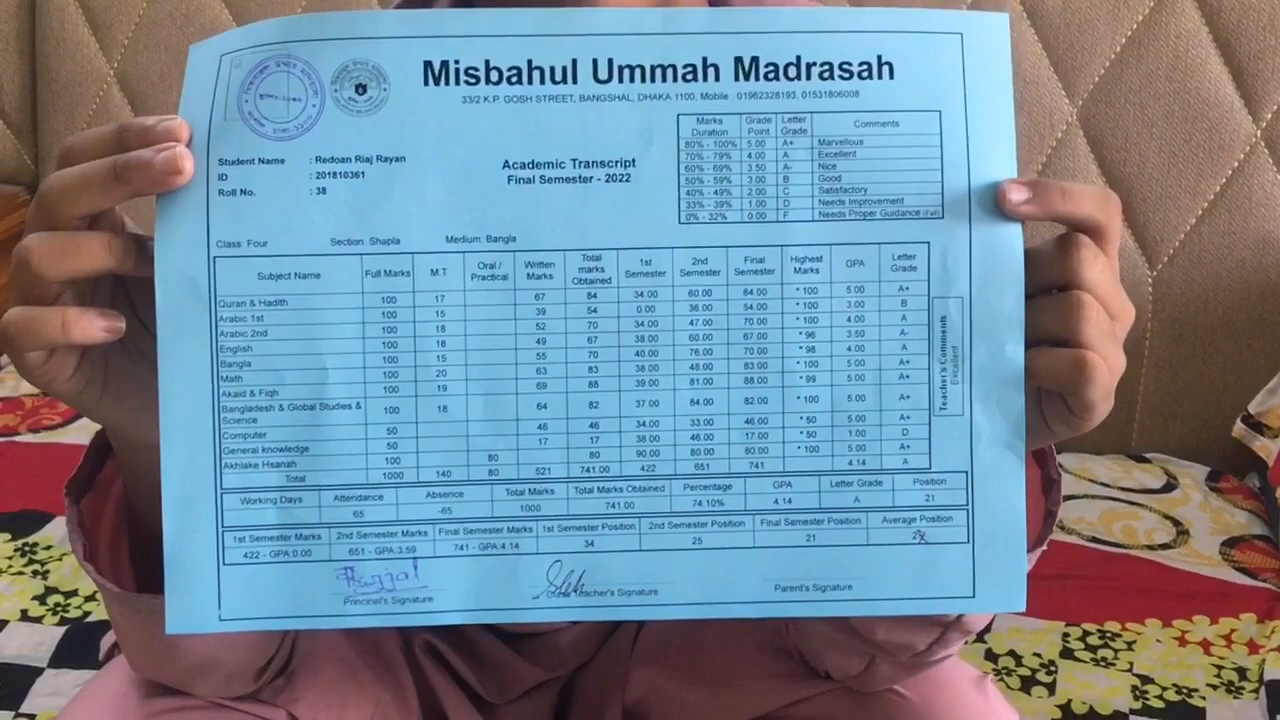 Misbahul Ummah Madrasah
33/2 K.P. GOSH STREET, BANGSHAL, DHAKA 1100, Mobile : 01962328193, 01531806008
Student Name : Redoan Riaj Rayan
ID : 201810361
Roll No. : 38
Academic Transcript
Final Semester - 2022
Marks Duration Grade Point Letter Grade Comments
80% - 100% 5.00 A+ Marvellous
70% - 79% 4.00 A Excellent
60% - 69% 3.50 A- Nice
50% - 59% 3.00 B Good
40% - 49% 2.00 C Satisfactory
33% - 39% 1.00 D Needs Improvement
0% - 32% 0.00 F Needs Proper Guidance (Fail)
Class Four Section Shapla Medium Bangla
Subject Name Full Marks M.T Oral / Practical Written Marks Total marks Obtained 1st Semester 2nd Semester Final Semester Highest Marks GPA Letter Grade
Quran & Hadith 100 17 67 84 34.00 60.00 84.00 * 100 5.00 A+
Arabic 1st 100 15 39 54 0.00 36.00 54.00 * 100 3.00 B
Arabic 2nd 100 18 52 70 34.00 47.00 70.00 * 100 4.00 A
English 100 18 49 67 38.00 60.00 67.00 * 96 3.50 A-
Bangla 100 15 55 70 40.00 76.00 70.00 * 98 4.00 A
Math 100 20 63 83 38.00 48.00 83.00 * 100 5.00 A+
Akaid & Fiqh 100 19 69 88 39.00 81.00 88.00 * 99 5.00 A+
Bangladesh & Global Studies & Science 100 18 64 82 37.00 84.00 82.00 * 100 5.00 A+
Computer 50 46 46 34.00 33.00 46.00 * 50 5.00 A+
General knowledge 50 17 17 38.00 46.00 17.00 * 50 1.00 D
Akhlake Hsanah 100 80 80 90.00 80.00 80.00 * 100 5.00 A+
Total 1000 140 80 521 741.00 422 651 741 4.14 A
Teacher's Comments
Excellent
Working Days Attendance Absence Total Marks Total Marks Obtained Percentage GPA Letter Grade Position
65 -65 1000 741.00 74.10% 4.14 A 21
1st Semester Marks 2nd Semester Marks Final Semester Marks 1st Semester Position 2nd Semester Position Final Semester Position Average Position
422 - GPA:0.00 651 - GPA:3.59 741 - GPA:4.14 34 25 21
Principal's Signature Teacher's Signature Parent's Signature